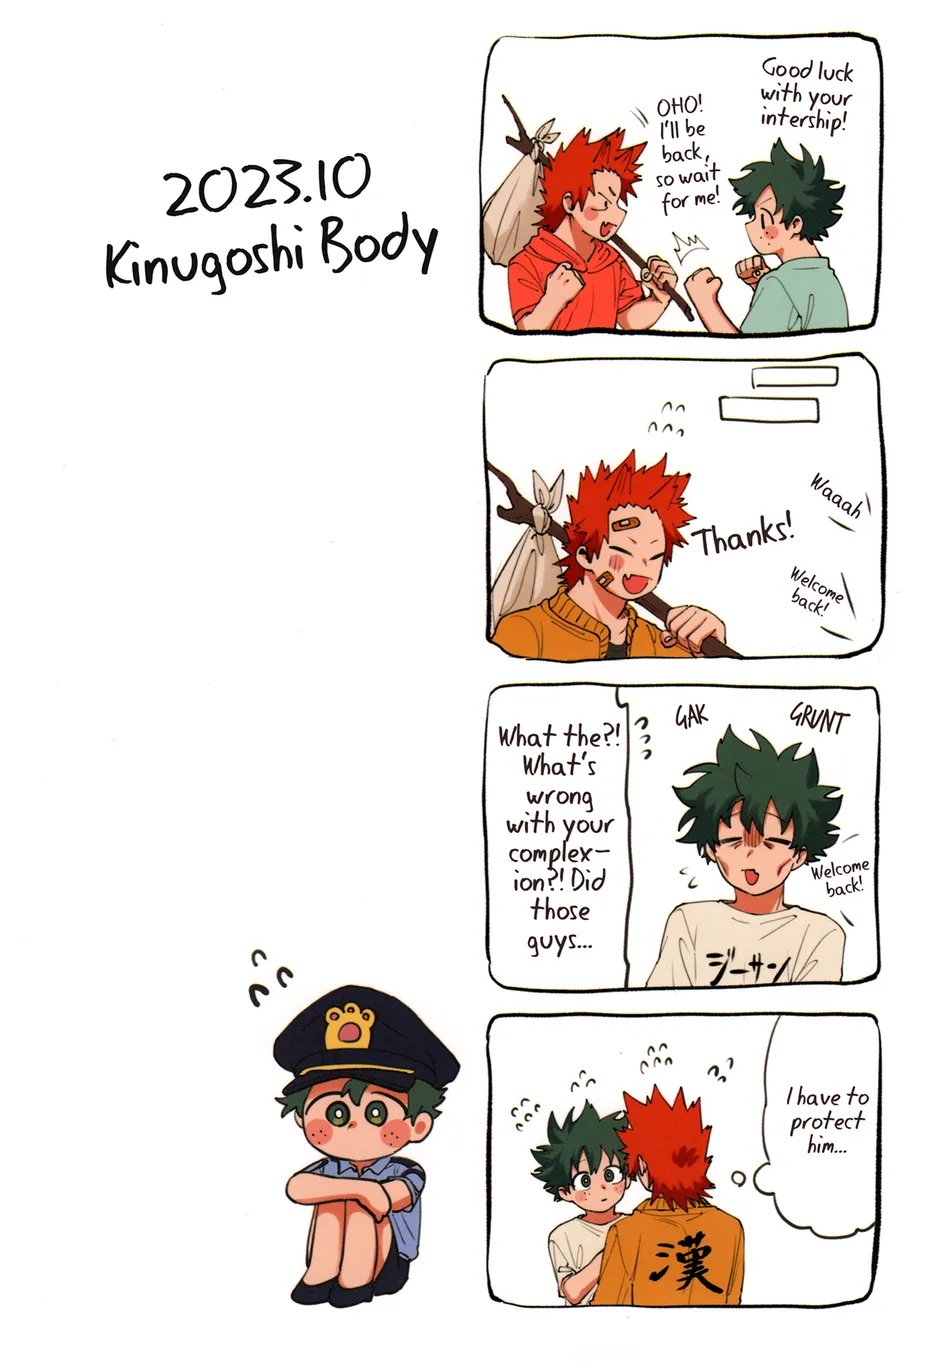 2023.10
Kinugoshi Body
Good luck
with your
intership!
OHO!
I'll be
back,
so wait
for me!
Thanks!
Waaah
Welcome
back!
GAK
GRUNT
Welcome
back!
What the?!
What's
wrong
with your
complex-
ion?! Did
those
guys...
ジーサン
I have to
protect
him...
漢